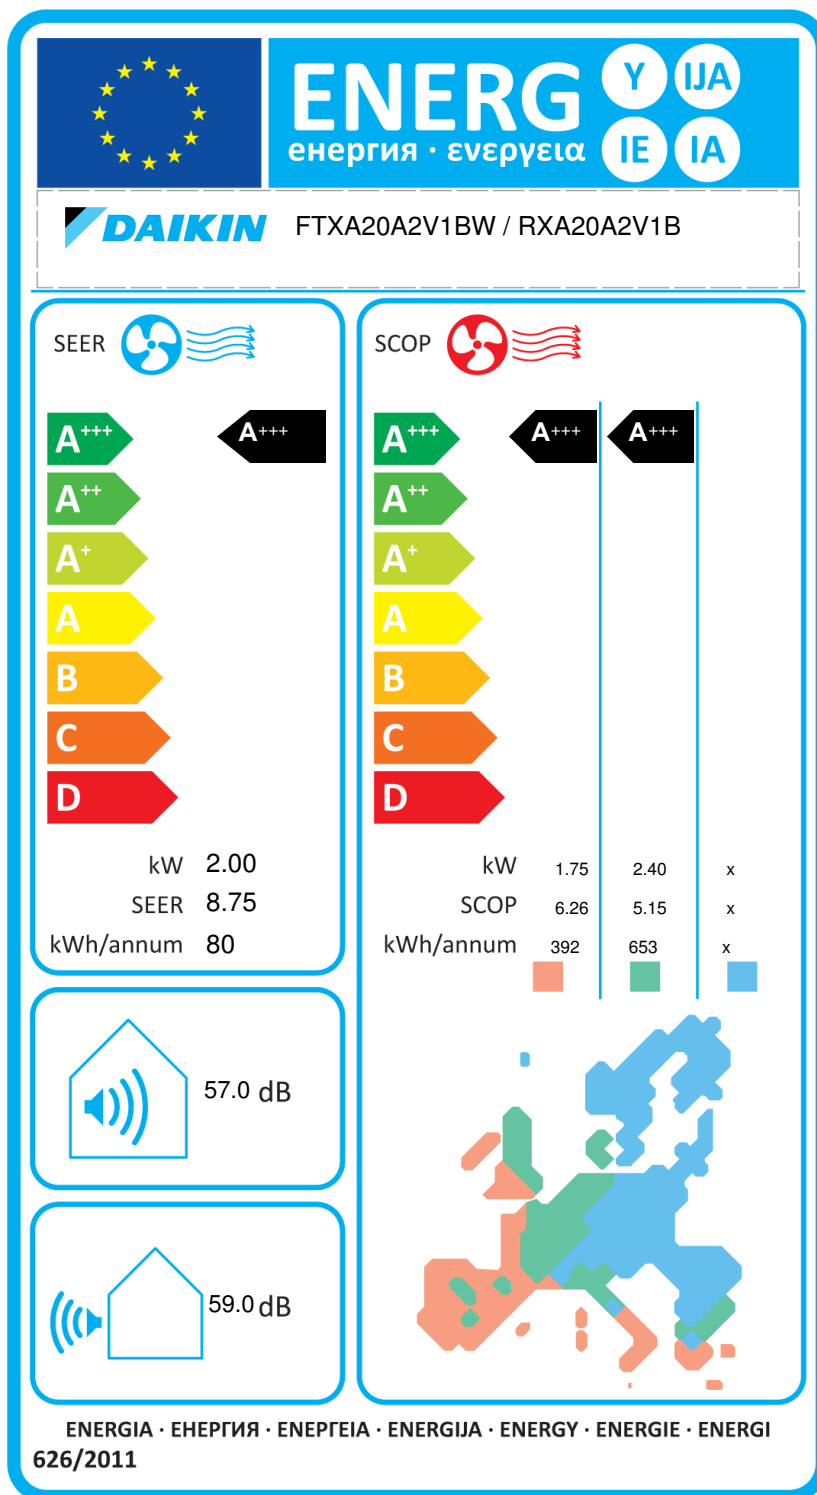 ENERG
енергия · ενεργεια
Y
IJA
IE
IA
DAIKIN
FTXA20A2V1BW / RXA20A2V1B
SEER
A+++
A+++
A++
A+
A
B
C
D
kW 2.00
SEER 8.75
kWh/annum 80
SCOP
A+++
A+++
A+++
A++
A+
A
B
C
D
kW 1.75 2.40 x
SCOP 6.26 5.15 x
kWh/annum 392 653 x
57.0 dB
59.0 dB
ENERGIA · ЕНЕРГИЯ · ΕΝΕΡΓΕΙΑ · ENERGIJA · ENERGY · ENERGIE · ENERGI
626/2011